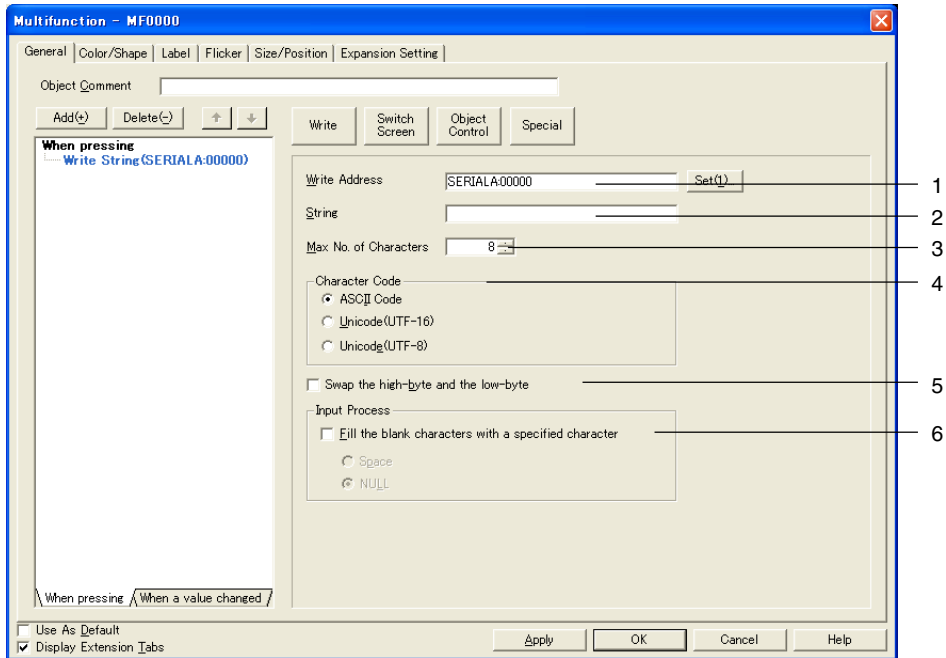 Multifunction - MF0000
General Color/Shape Label Flicker Size/Position Expansion Setting
Object Comment
Add(+) Delete(-)
Write Switch Screen Object Control Special
When pressing
Write String(SERIALA:00000)
Write Address SERIALA:00000 Set(1)... 1
String 2
Max No. of Characters 8 3
Character Code 4
ASCII Code
Unicode(UTF-16)
Unicode(UTF-8)
Swap the high-byte and the low-byte 5
Input Process
Fill the blank characters with a specified character 6
Space
NULL
When pressing When a value changed
Use As Default
Display Extension Tabs
Apply OK Cancel Help